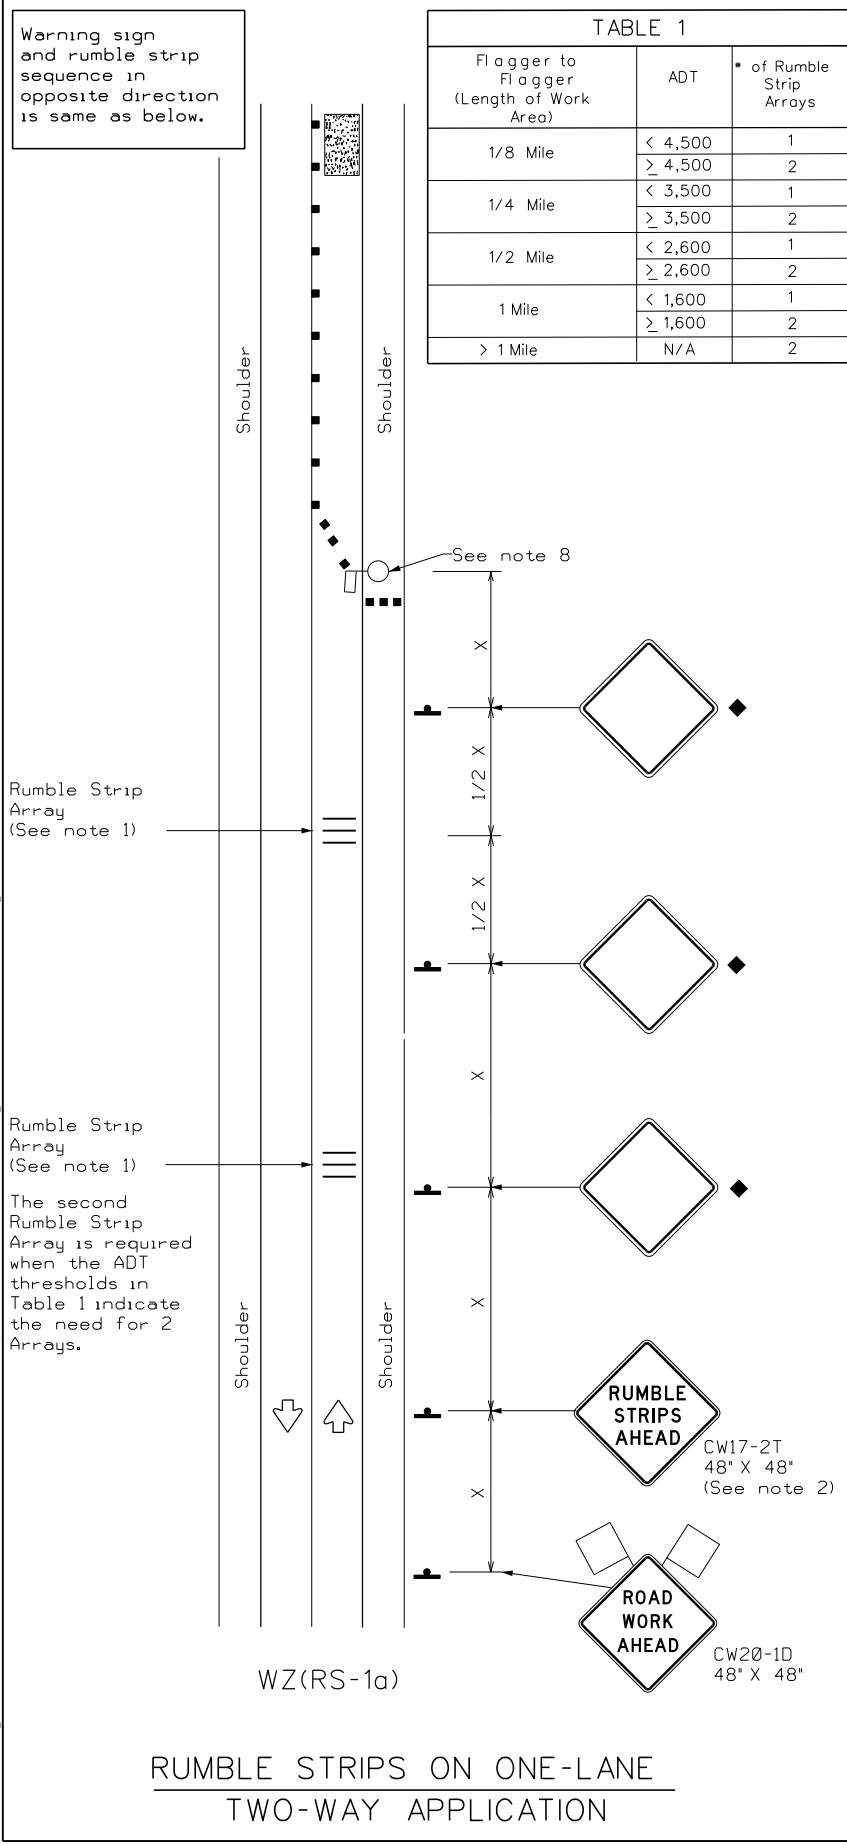 Warning sign
and rumble strip
sequence in
opposite direction
is same as below.
TABLE 1
Flagger to
Flagger
(Length of Work
Area)
ADT
* of Rumble
Strip
Arrays
1/8 Mile
< 4,500
1
≥ 4,500
2
1/4 Mile
< 3,500
1
≥ 3,500
2
1/2 Mile
< 2,600
1
≥ 2,600
2
1 Mile
< 1,600
1
≥ 1,600
2
> 1 Mile
N/A
2
Shoulder
Shoulder
See note 8
X
1/2 X
Rumble Strip
Array
(See note 1)
1/2 X
X
Rumble Strip
Array
(See note 1)
The second
Rumble Strip
Array is required
when the ADT
thresholds in
Table 1 indicate
the need for 2
Arrays.
X
Shoulder
Shoulder
RUMBLE
STRIPS
AHEAD
CW17-2T
48" X 48"
(See note 2)
X
ROAD
WORK
AHEAD
CW20-1D
48" X 48"
WZ(RS-1a)
RUMBLE STRIPS ON ONE-LANE
TWO-WAY APPLICATION